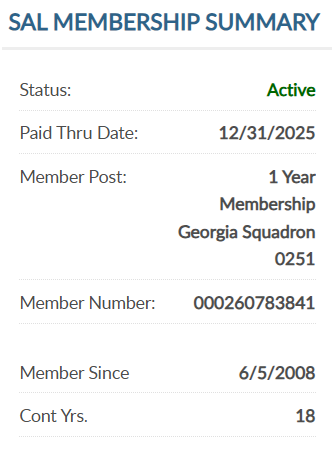 SAL MEMBERSHIP SUMMARY
Status: Active
Paid Thru Date: 12/31/2025
Member Post: 1 Year
Membership
Georgia Squadron
0251
Member Number: 000260783841
Member Since 6/5/2008
Cont Yrs. 18